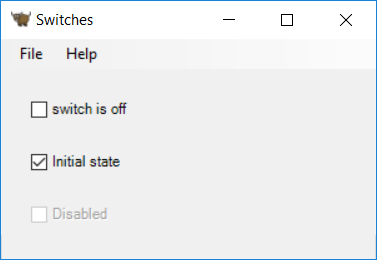 Switches
File Help
switch is off
Initial state
Disabled